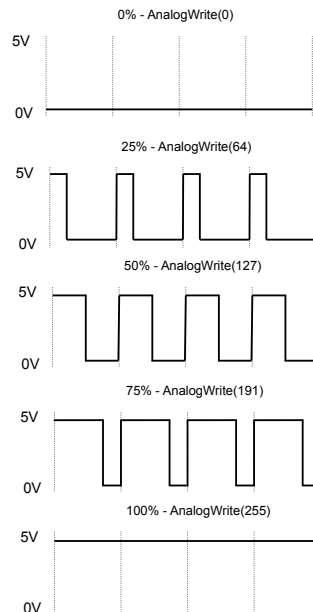 0% - AnalogWrite(0)
5V
0V
25% - AnalogWrite(64)
5V
0V
50% - AnalogWrite(127)
5V
0V
75% - AnalogWrite(191)
5V
0V
100% - AnalogWrite(255)
5V
0V